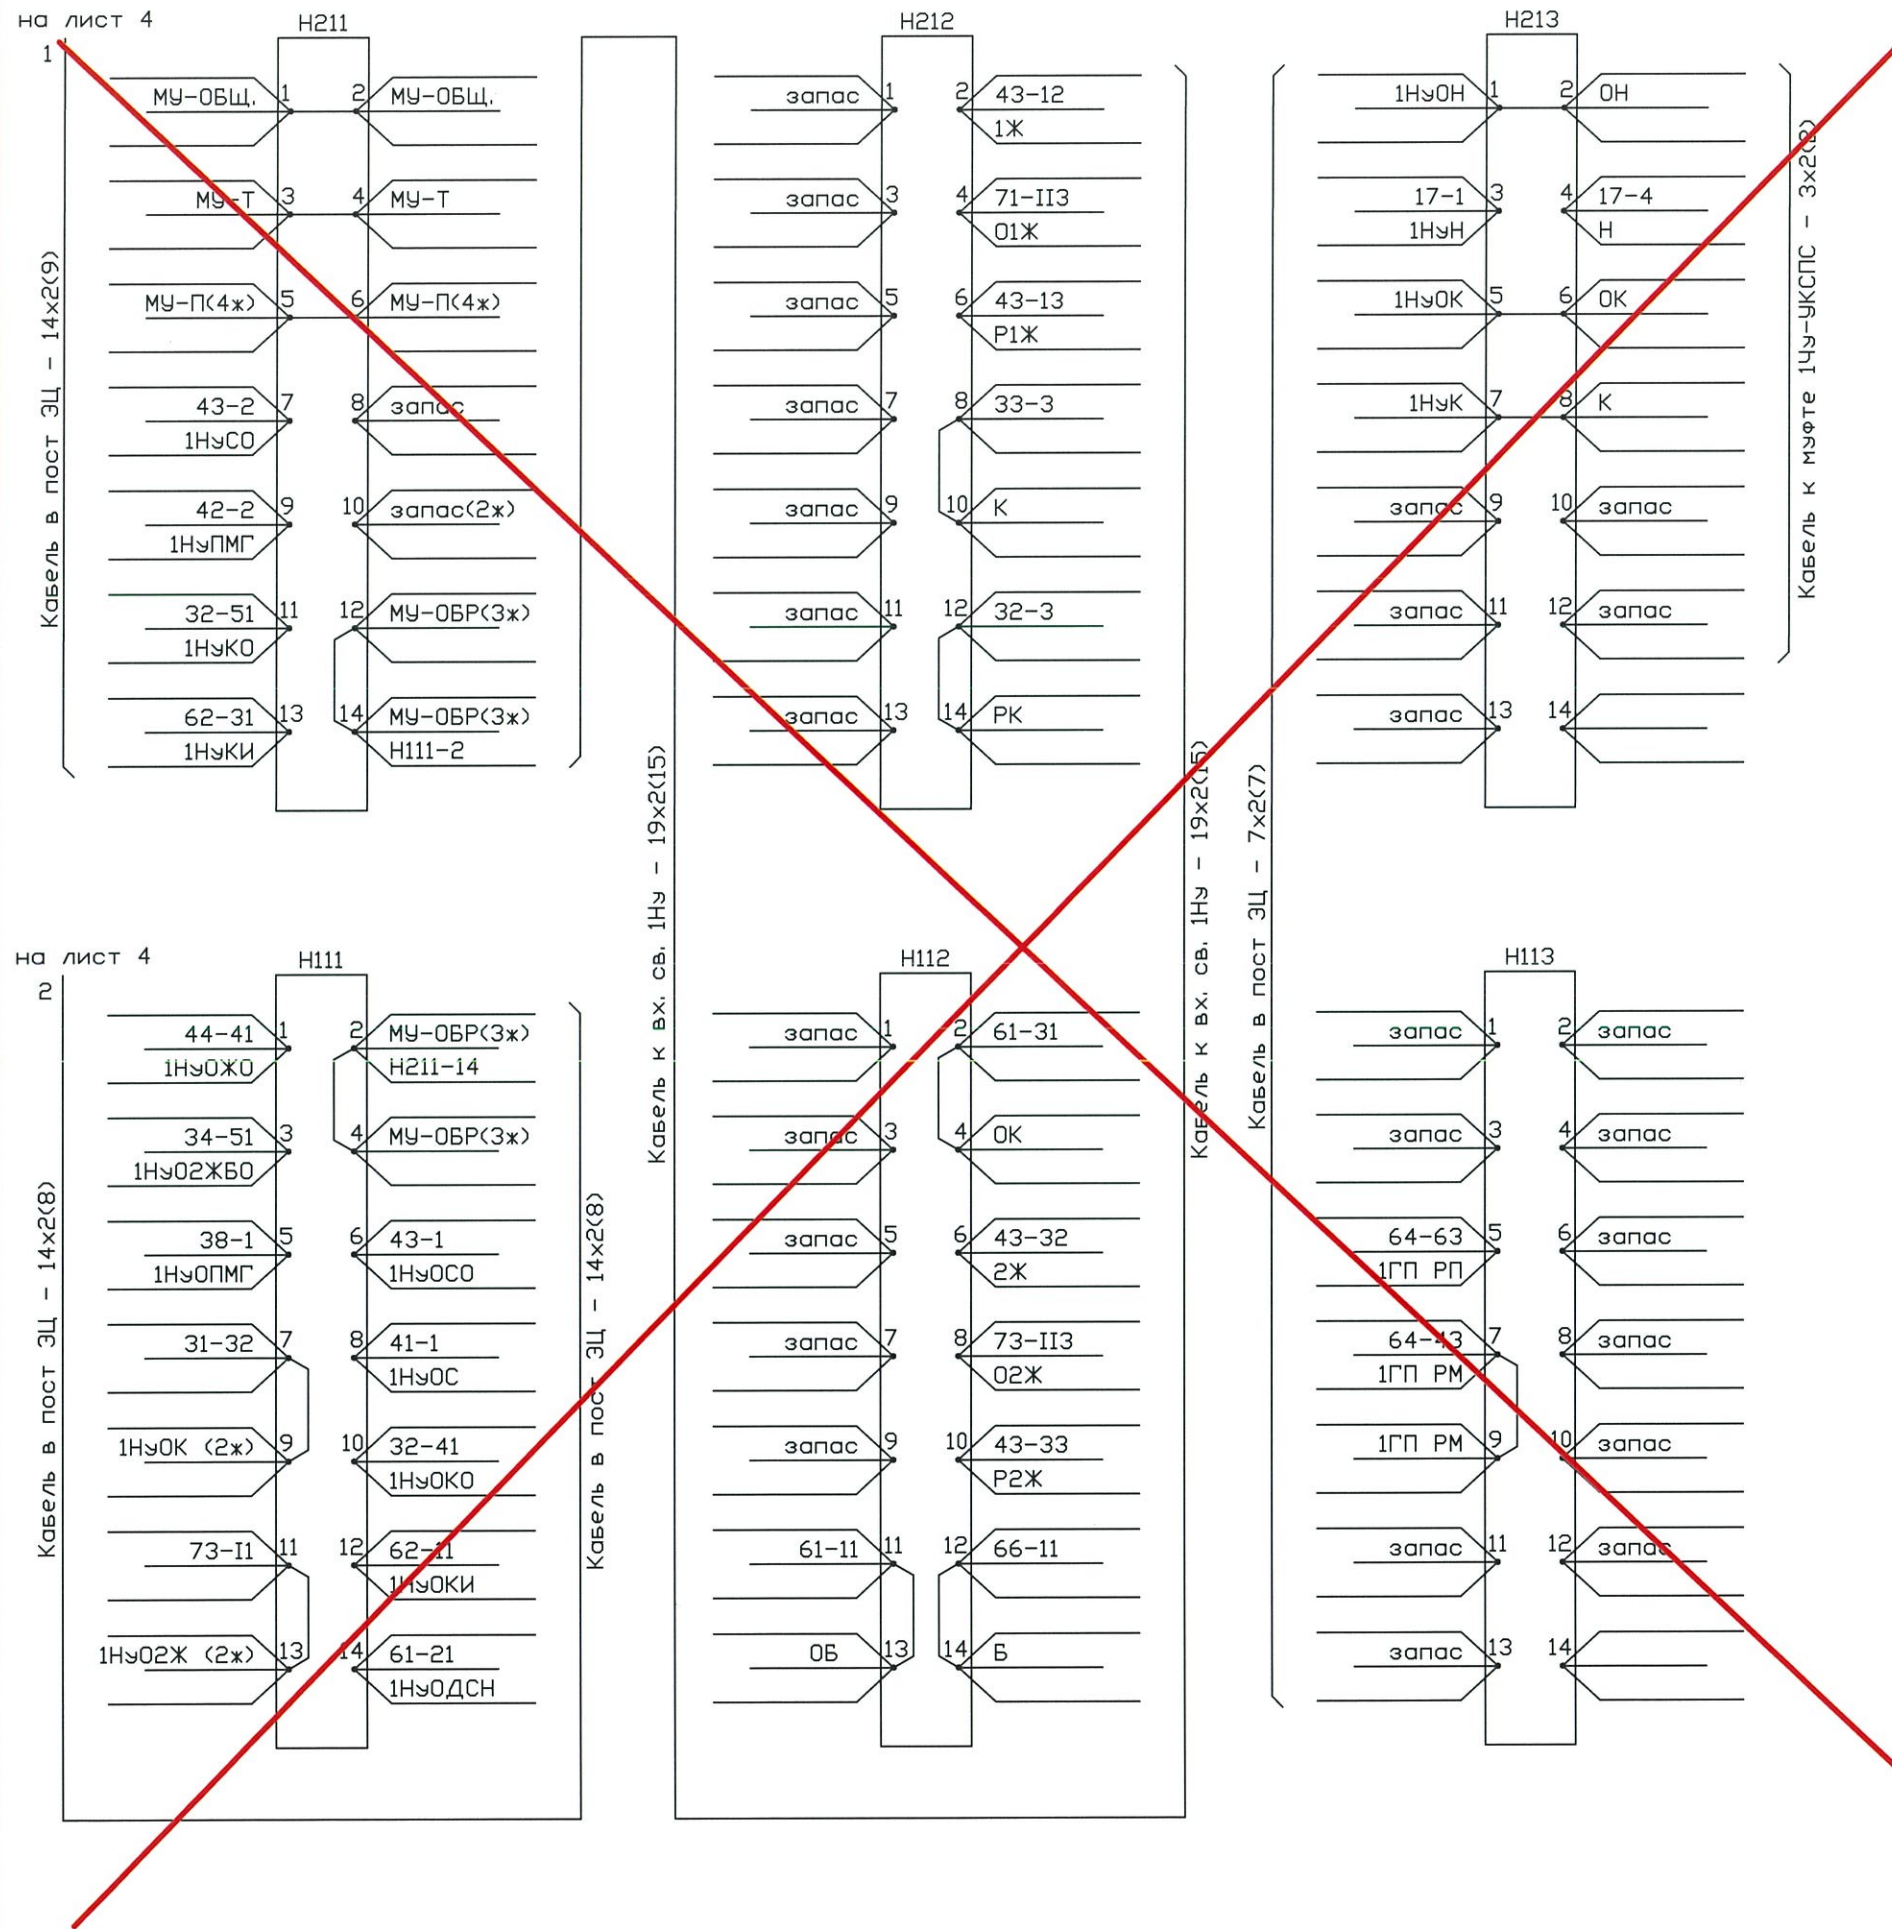 на лист 4
1
Н211
МУ-ОБЩ. 1 2 МУ-ОБЩ.
МУ-Т 3 4 МУ-Т
МУ-П(4ж) 5 6 МУ-П(4ж)
43-2 7 8 запас
1НуСО
42-2 9 10 запас(2ж)
1НуПМГ
32-51 11 12 МУ-ОБР(3ж)
1НуКО
62-31 13 14 МУ-ОБР(3ж)
1НуКИ Н111-2
Кабель в пост ЭЦ - 14х2(9)
Н212
запас 1 2 43-12
1Ж
запас 3 4 71-II3
О1Ж
запас 5 6 43-13
Р1Ж
запас 7 8 33-3
запас 9 10 К
запас 11 12 32-3
запас 13 14 РК
Кабель к вх. св. 1Ну - 19х2(15)
Кабель к вх. св. 1Ну - 19х2(15)
Н213
1НуОН 1 2 ОН
17-1 3 4 17-4
1НуН Н
1НуОК 5 6 ОК
1НуК 7 8 К
запас 9 10 запас
запас 11 12 запас
запас 13 14
Кабель в пост ЭЦ - 7х2(7)
Кабель к муфте 1Чу-УКСПС - 3х2(2)
на лист 4
2
Н111
44-41 1 2 МУ-ОБР(3ж)
1НуОЖО Н211-14
34-51 3 4 МУ-ОБР(3ж)
1НуО2ЖБО
38-1 5 6 43-1
1НуОПМГ 1НуОСО
31-32 7 8 41-1
1НуОС
1НуОК (2ж) 9 10 32-41
1НуОКО
73-I1 11 12 62-11
1НуОКИ
1НуО2Ж (2ж) 13 14 61-21
1НуОДСН
Кабель в пост ЭЦ - 14х2(8)
Кабель в пост ЭЦ - 14х2(8)
Н112
запас 1 2 61-31
запас 3 4 ОК
запас 5 6 43-32
2Ж
запас 7 8 73-II3
О2Ж
запас 9 10 43-33
Р2Ж
61-11 11 12 66-11
ОБ 13 14 Б
Н113
запас 1 2 запас
запас 3 4 запас
64-63 5 6 запас
1ГП РП
64-43 7 8 запас
1ГП РМ
1ГП РМ 9 10 запас
запас 11 12 запас
запас 13 14